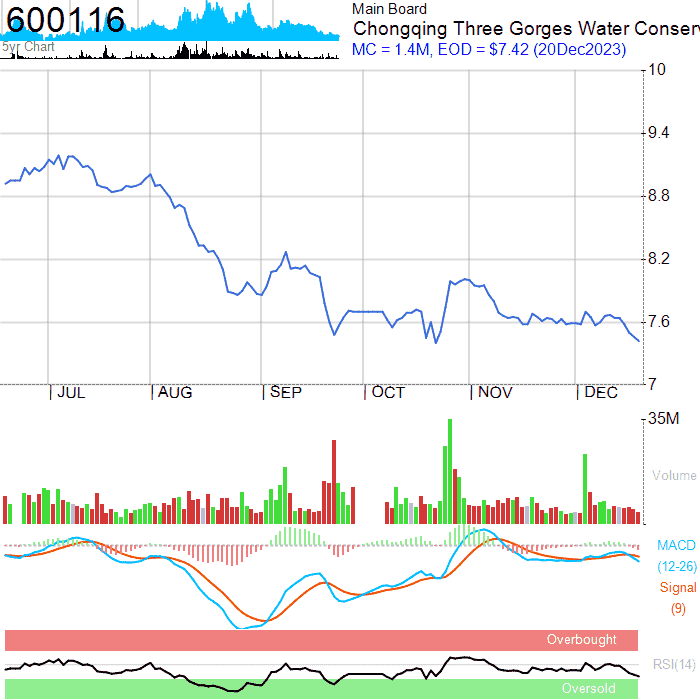 600116
5yr Chart
Main Board
Chongqing Three Gorges Water Conser
MC = 1.4M, EOD = $7.42 (20Dec2023)
10
9.4
8.8
8.2
7.6
7
JUL AUG SEP OCT NOV DEC
35M
Volume
MACD
(12-26)
Signal
(9)
Overbought
RSI(14)
Oversold